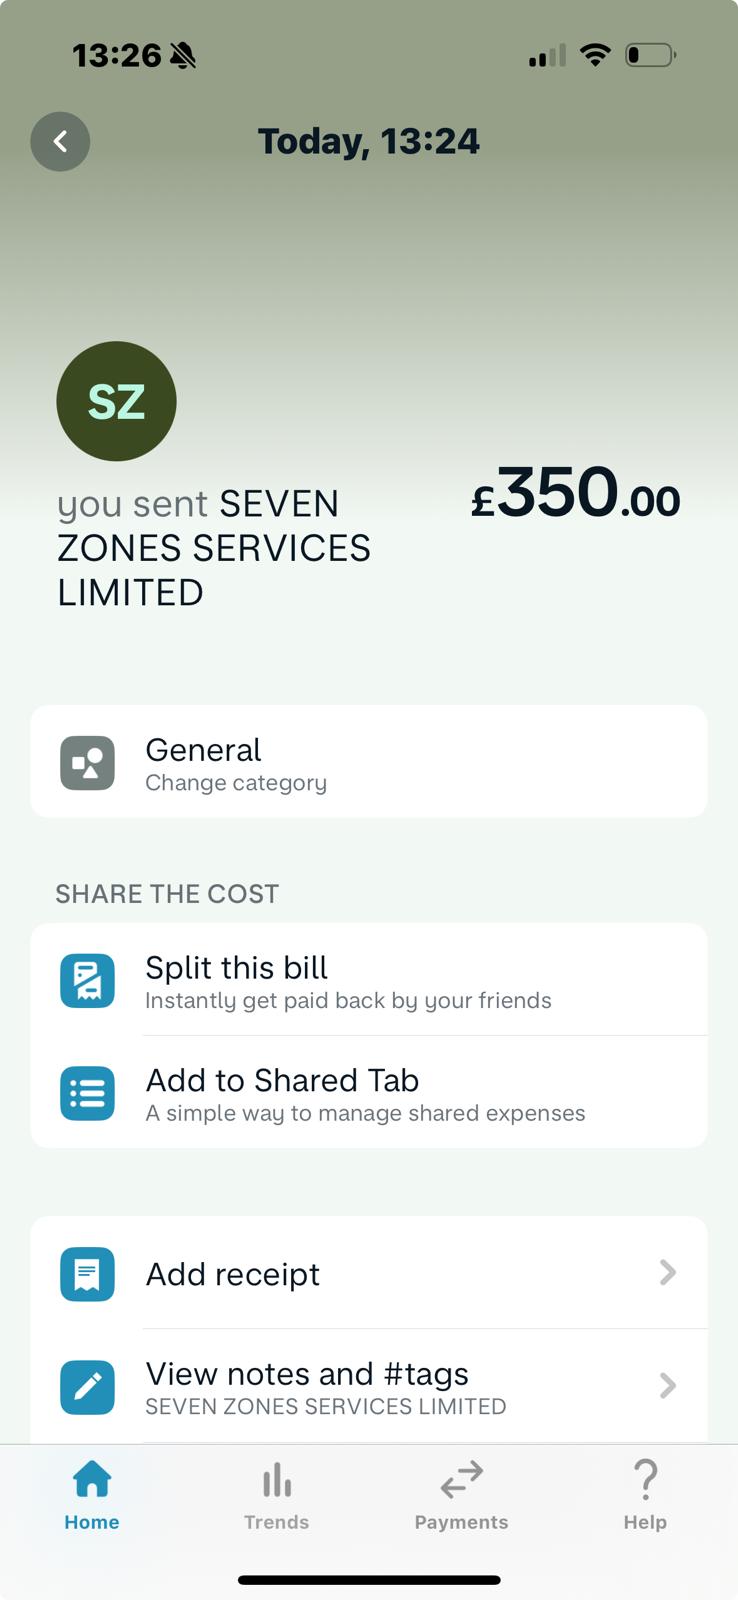 13:26
Today, 13:24
SZ
you sent SEVEN
ZONES SERVICES
LIMITED
£350.00
General
Change category
SHARE THE COST
Split this bill
Instantly get paid back by your friends
Add to Shared Tab
A simple way to manage shared expenses
Add receipt
View notes and #tags
SEVEN ZONES SERVICES LIMITED
Home
Trends
Payments
Help